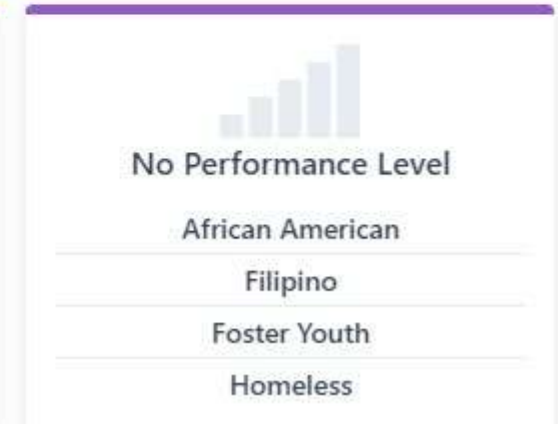 No Performance Level
African American
Filipino
Foster Youth
Homeless